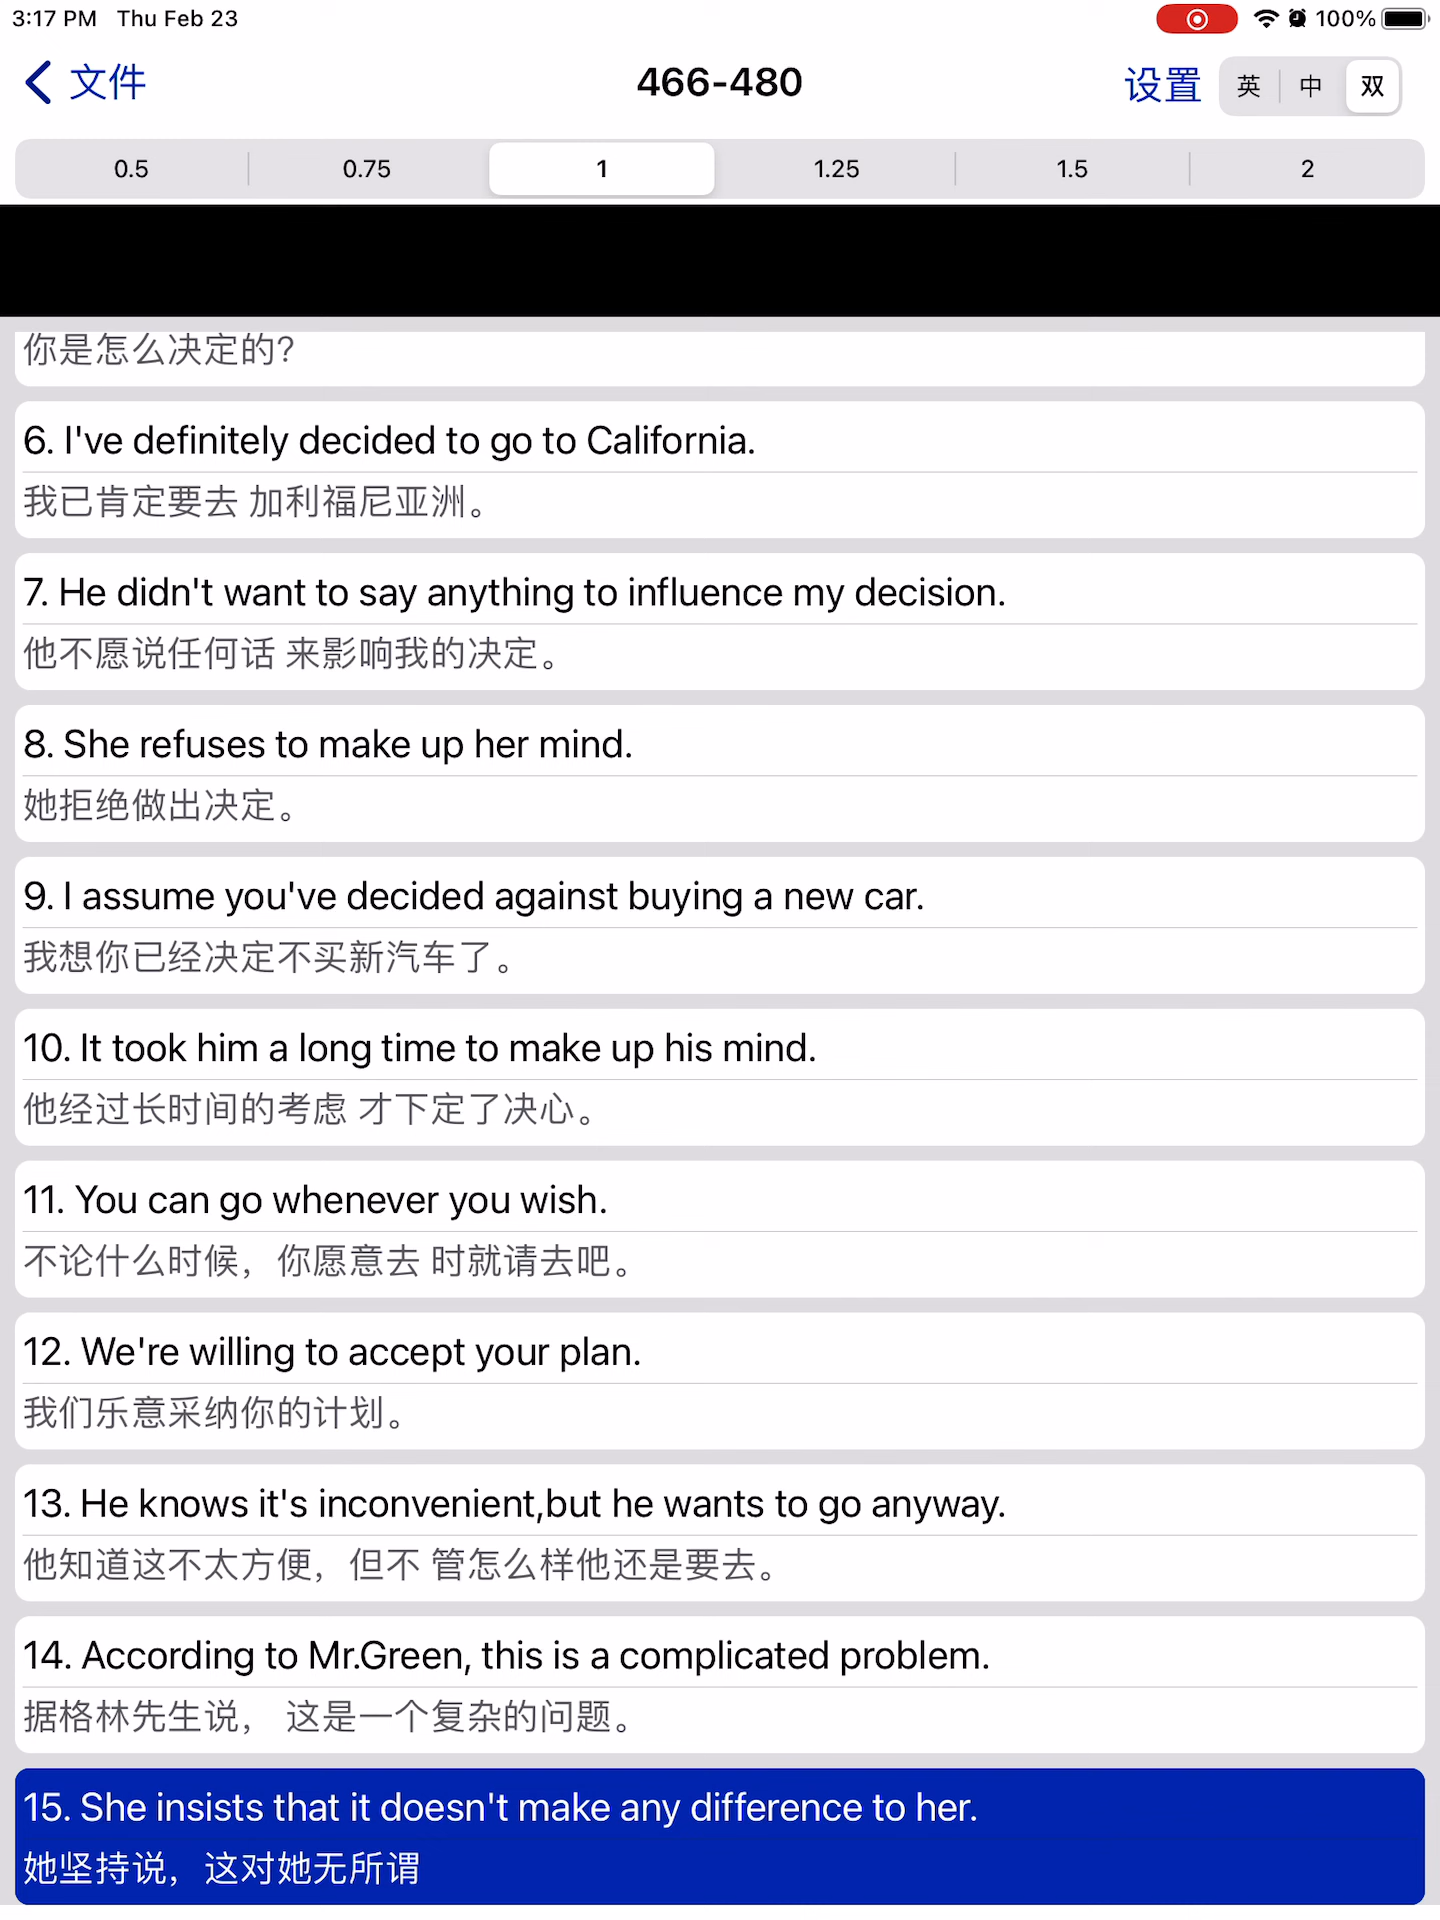 3:17 PM Thu Feb 23 100%
文件 466-480 设置 英 中 双
0.5 0.75 1 1.25 1.5 2
你是怎么决定的?
6. I've definitely decided to go to California.
我已肯定要去 加利福尼亚洲。
7. He didn't want to say anything to influence my decision.
他不愿说任何话 来影响我的决定。
8. She refuses to make up her mind.
她拒绝做出决定。
9. I assume you've decided against buying a new car.
我想你已经决定不买新汽车了。
10. It took him a long time to make up his mind.
他经过长时间的考虑 才下定了决心。
11. You can go whenever you wish.
不论什么时候，你愿意去 时就请去吧。
12. We're willing to accept your plan.
我们乐意采纳你的计划。
13. He knows it's inconvenient,but he wants to go anyway.
他知道这不太方便，但不 管怎么样他还是要去。
14. According to Mr.Green, this is a complicated problem.
据格林先生说， 这是一个复杂的问题。
15. She insists that it doesn't make any difference to her.
她坚持说，这对她无所谓